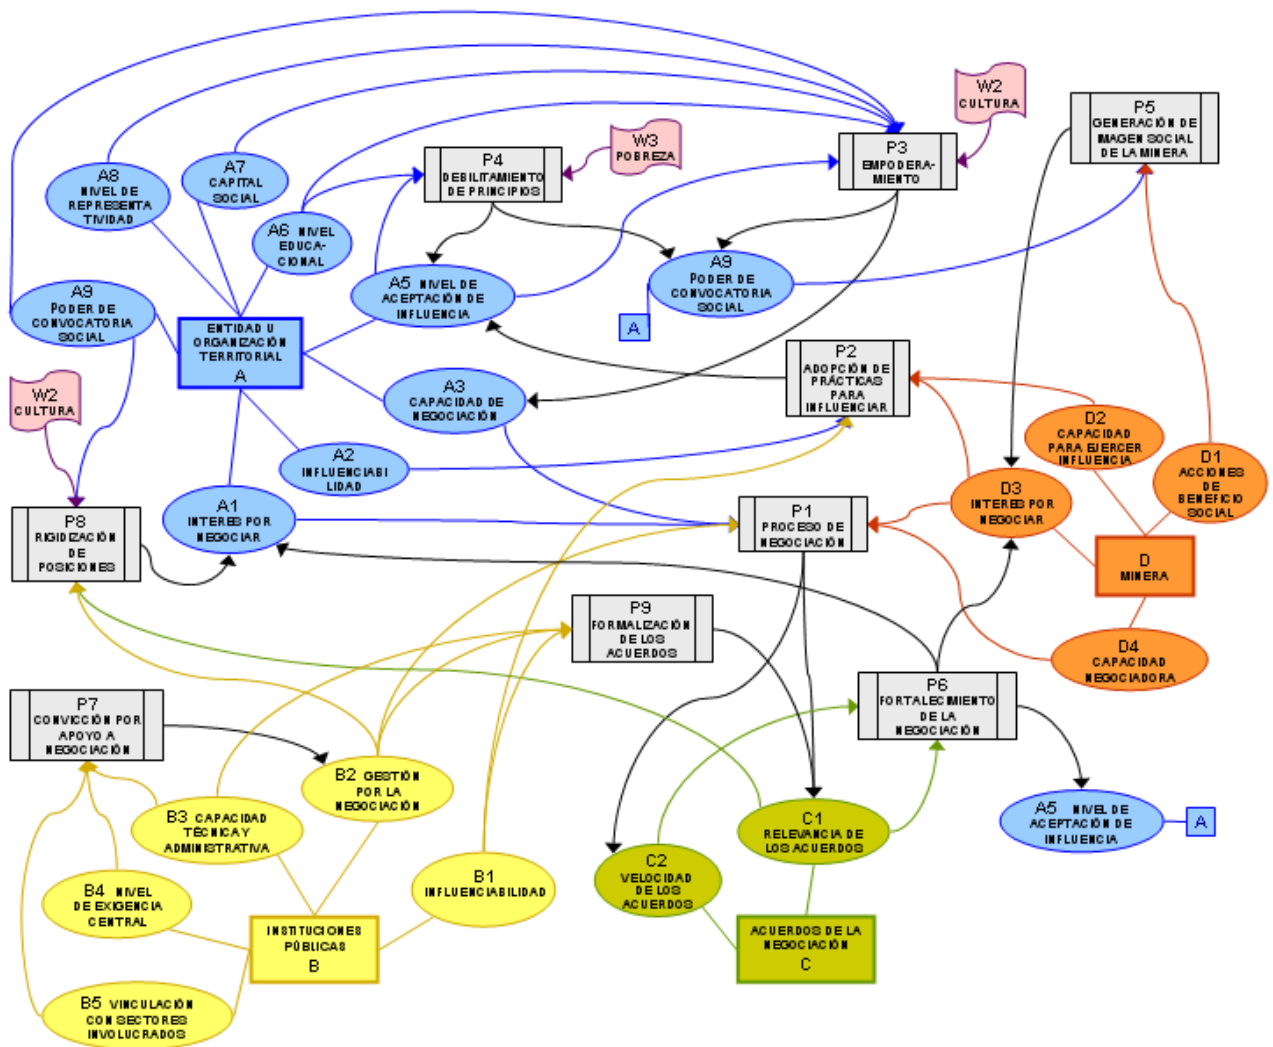 W2
CULTURA
P5
GENERACIÓN DE
IMAGEN SOCIAL
DE LA MINERA
A8
NIVEL DE
REPRESENTA
TIVIDAD
A7
CAPITAL
SOCIAL
P4
DEBILITAMIENTO
DE PRINCIPIOS
W3
POBREZA
P3
EMPODERA-
MIENTO
A6 NIVEL
EDUCA-
CIONAL
A9
PODER DE
CONVOCATORIA
SOCIAL
A5 NIVEL DE
ACEPTACIÓN DE
INFLUENCIA
A9
PODER DE
CONVOCATORIA
SOCIAL
A
ENTIDAD U
ORGANIZACIÓN
TERRITORIAL
A
W2
CULTURA
A3
CAPACIDAD DE
NEGOCIACIÓN
P2
ADOPCIÓN DE
PRÁCTICAS
PARA
INFLUENCIAR
D2
CAPACIDAD
PARA EJERCER
INFLUENCIA
D1
ACCIONES
DE
BENEFICIO
SOCIAL
A2
INFLUENCIABI
LIDAD
A1
INTERES POR
NEGOCIAR
D3
INTERES POR
NEGOCIAR
P8
RIGIDIZACIÓN
DE
POSICIONES
P1
PROCESO DE
NEGOCIACIÓN
D
MINERA
P9
FORMALIZACIÓN
DE LOS
ACUERDOS
D4
CAPACIDAD
NEGOCIADORA
P7
CONVICCIÓN POR
APOYO A
NEGOCIACIÓN
P6
FORTALECIMIENTO
DE LA
NEGOCIACIÓN
B2 GESTIÓN
POR LA
NEGOCIACIÓN
B3 CAPACIDAD
TÉCNICA Y
ADMINISTRATIVA
C1
RELEVANCIA DE
LOS ACUERDOS
A5 NIVEL DE
ACEPTACIÓN DE
INFLUENCIA
A
B4 NIVEL
DE EXIGENCIA
CENTRAL
B1
INFLUENCIABILIDAD
C2
VELOCIDAD
DE LOS
ACUERDOS
INSTITUCIONES
PÚBLICAS
B
ACUERDOS DE LA
NEGOCIACIÓN
C
B5 VINCULACIÓN
CON SECTORES
INVOLUCRADOS